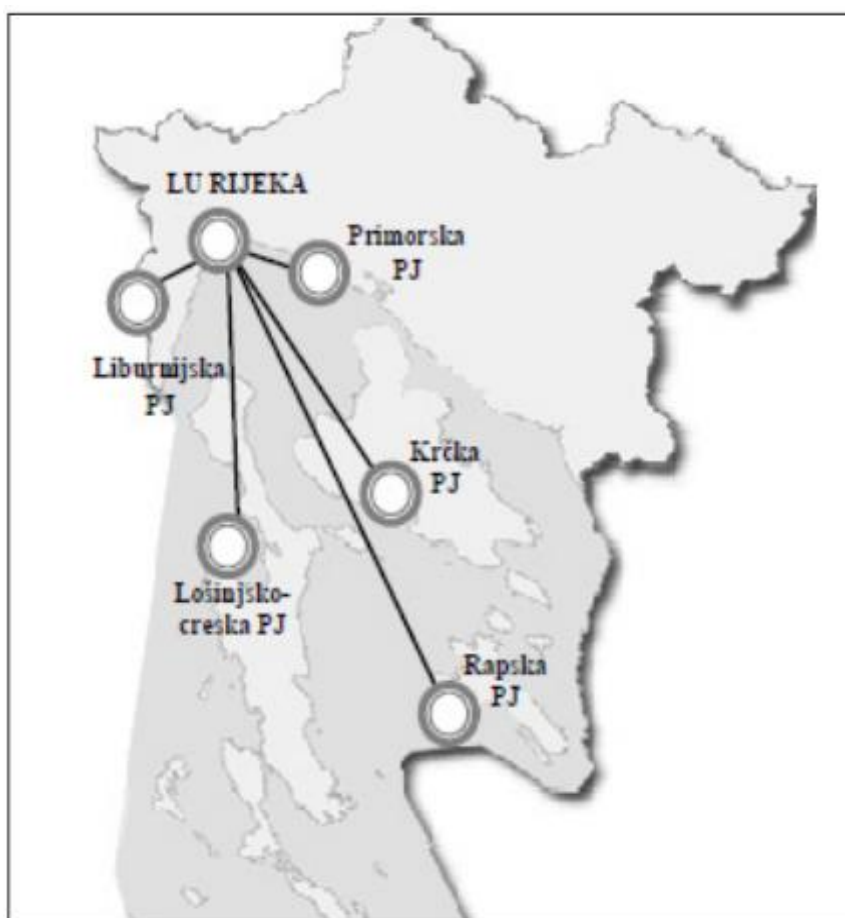 LU RIJEKA
Primorska
PJ
Liburnijska
PJ
Krčka
PJ
Lošinjsko-
creska PJ
Rapska
PJ